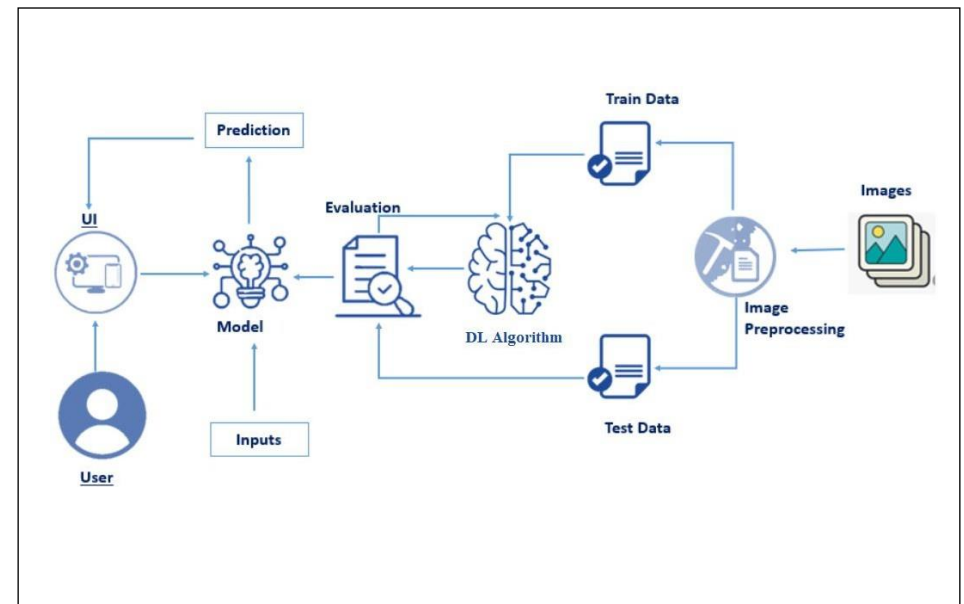 Train Data
Prediction
Images
Evaluation
UI
Model
Image
Preprocessing
DL Algorithm
Test Data
Inputs
User